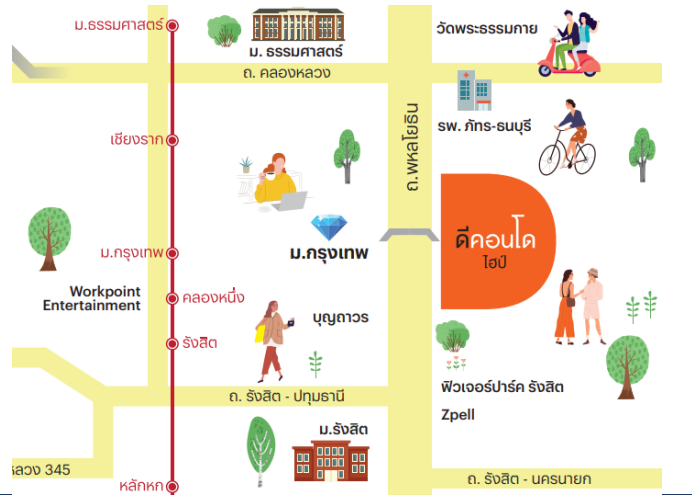 ม.ธรรมศาสตร์
ม. ธรรมศาสตร์
วัดพระธรรมกาย
ถ. คลองหลวง
รพ. ภัทร-ธนบุรี
เชียงราก
ถ.พหลโยธิน
ดีคอนโด
ไฮป์
ม.กรุงเทพ
ม.กรุงเทพ
Workpoint
Entertainment
คลองหนึ่ง
บุญถาวร
รังสิต
ฟิวเจอร์ปาร์ค รังสิต
ถ. รังสิต - ปทุมธานี
Zpell
ม.รังสิต
หลวง 345
ถ. รังสิต - นครนายก
หลักหก